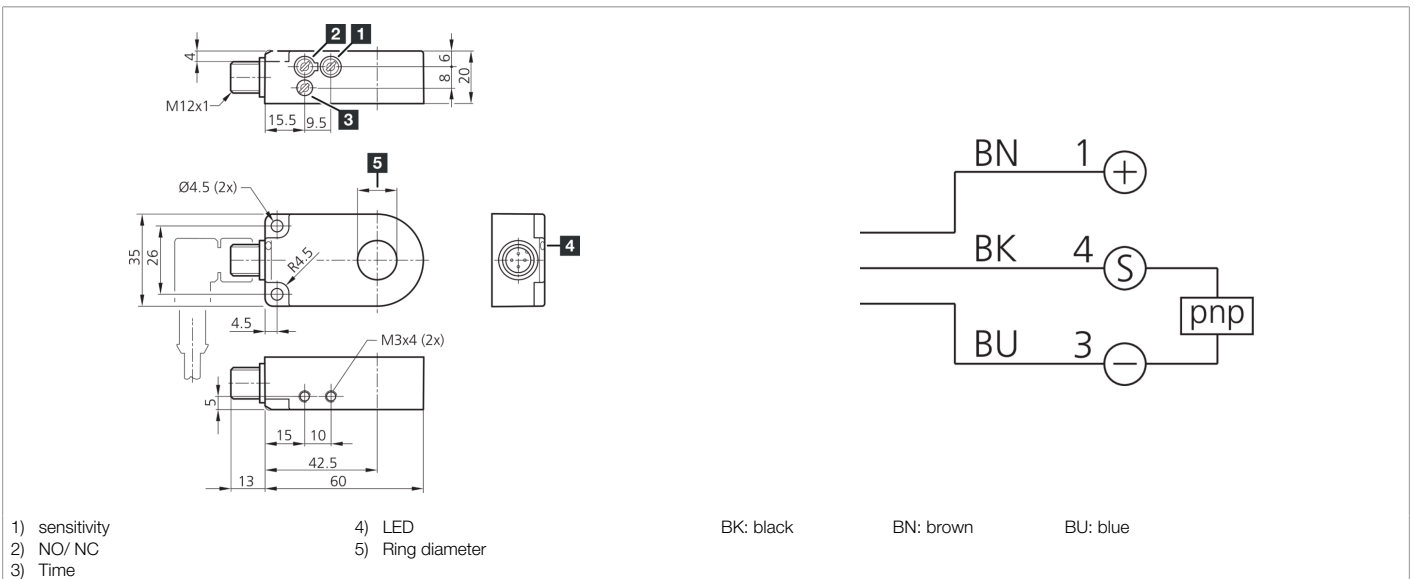 2 1
4
6
8
20
M12x1
15.5 9.5 3
5
Ø4.5 (2x)
35
26
R4.5
4
4.5
M3x4 (2x)
5
15 10
42.5
13 60
BN 1 +
BK 4 S
pnp
BU 3 −
1) sensitivity
2) NO/ NC
3) Time
4) LED
5) Ring diameter
BK: black BN: brown BU: blue